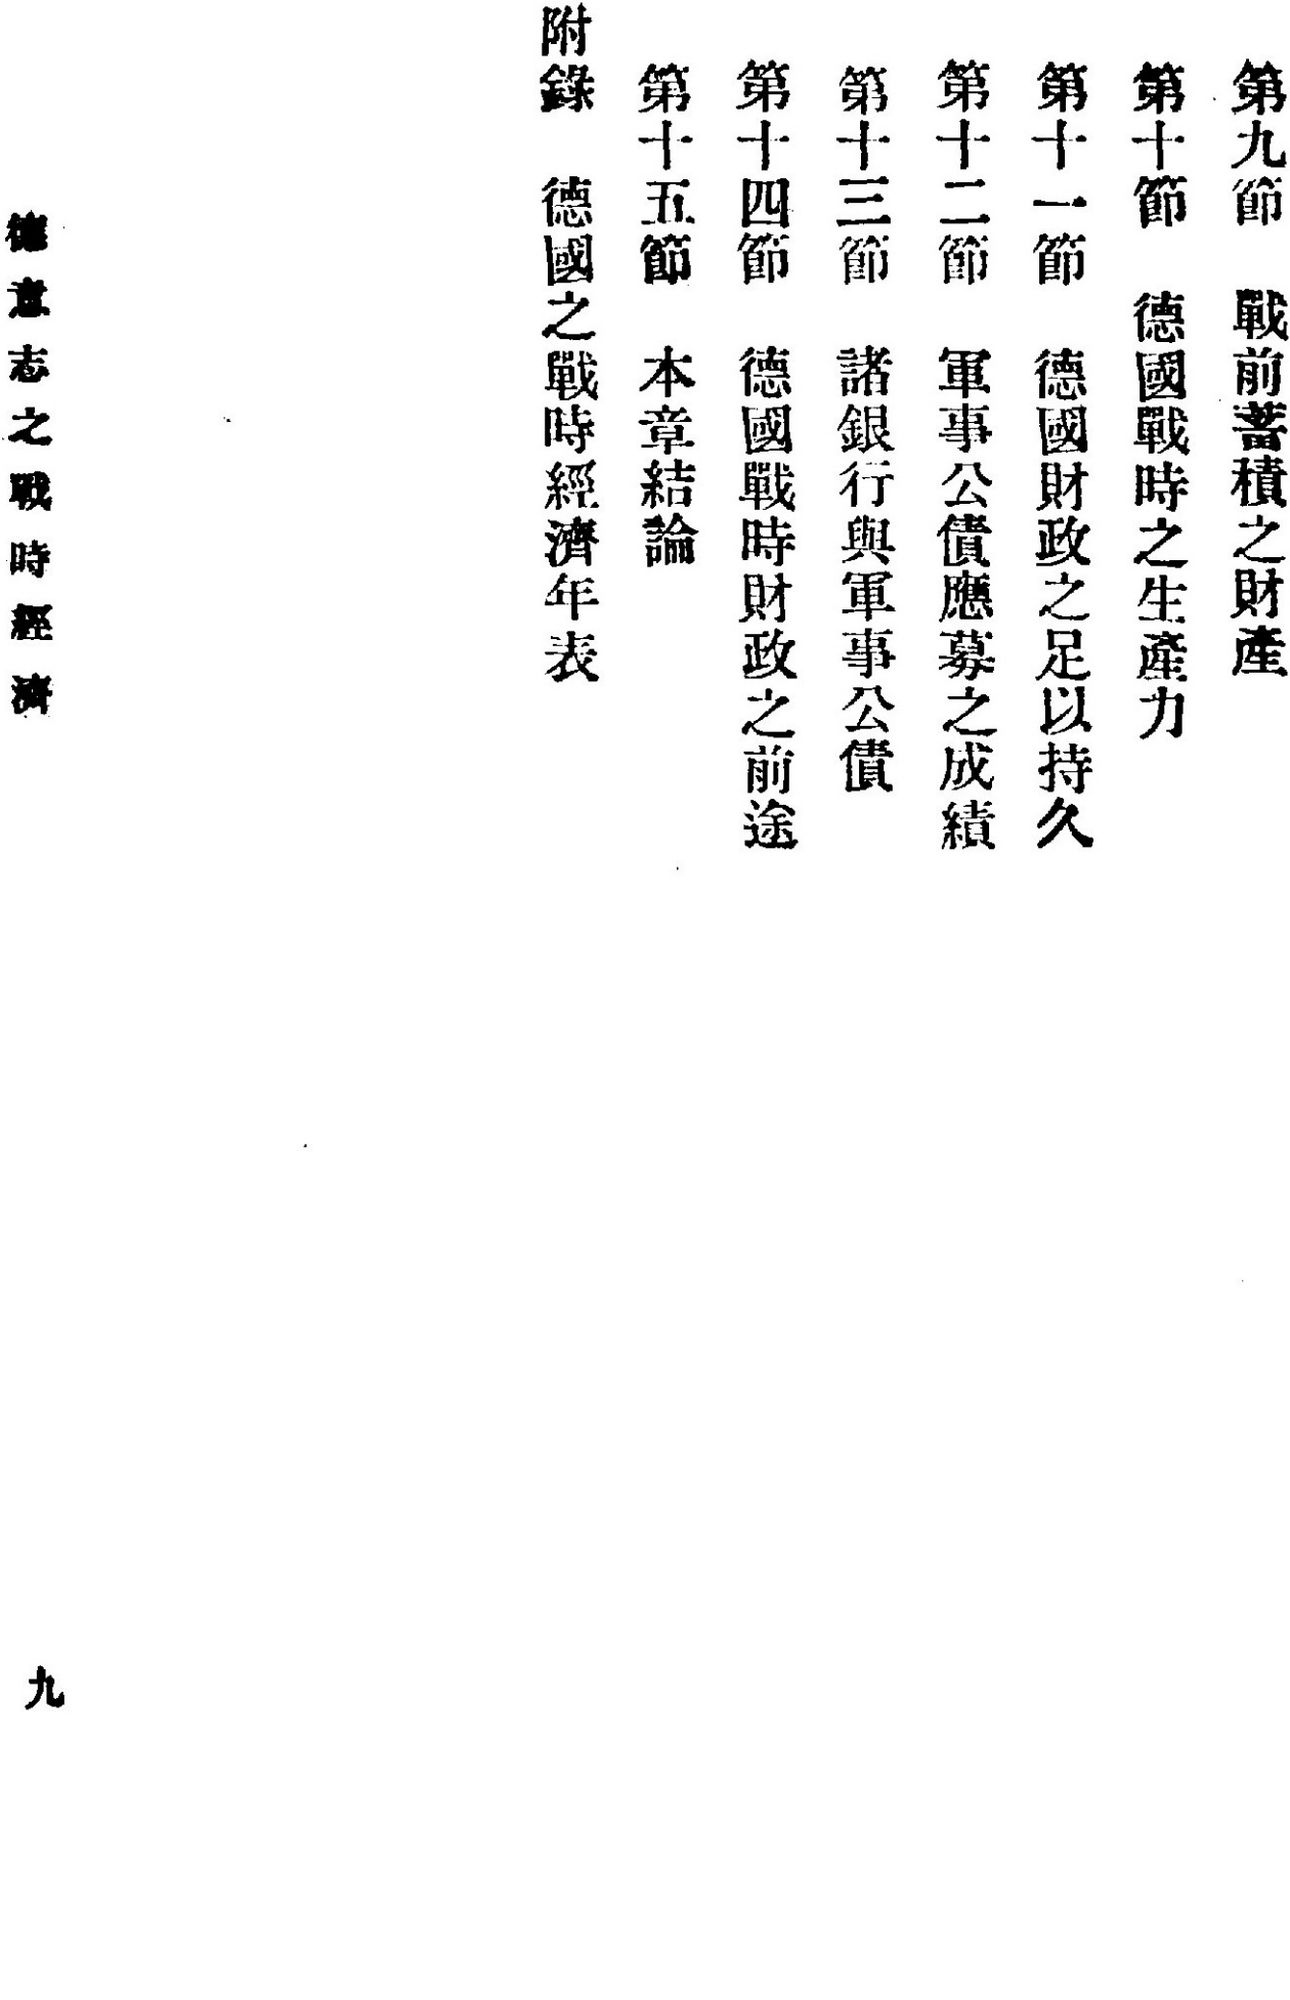 第九節　戰前蓄積之財產
第十節　德國戰時之生產力
第十一節　德國財政之足以持久
第十二節　軍事公債應募之成績
第十三節　諸銀行與軍事公債
第十四節　德國戰時財政之前途
第十五節　本章結論
附錄　德國之戰時經濟年表
德意志之戰時經濟
九